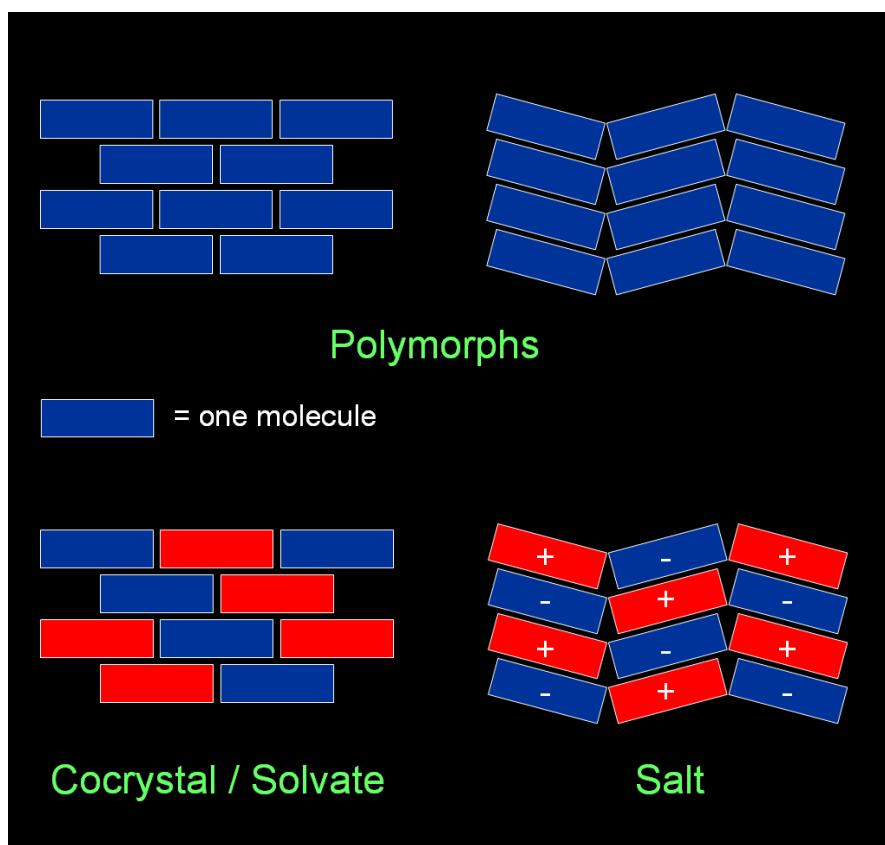 Polymorphs
= one molecule
+ - +
- + -
+ - +
- + -
Cocrystal / Solvate
Salt